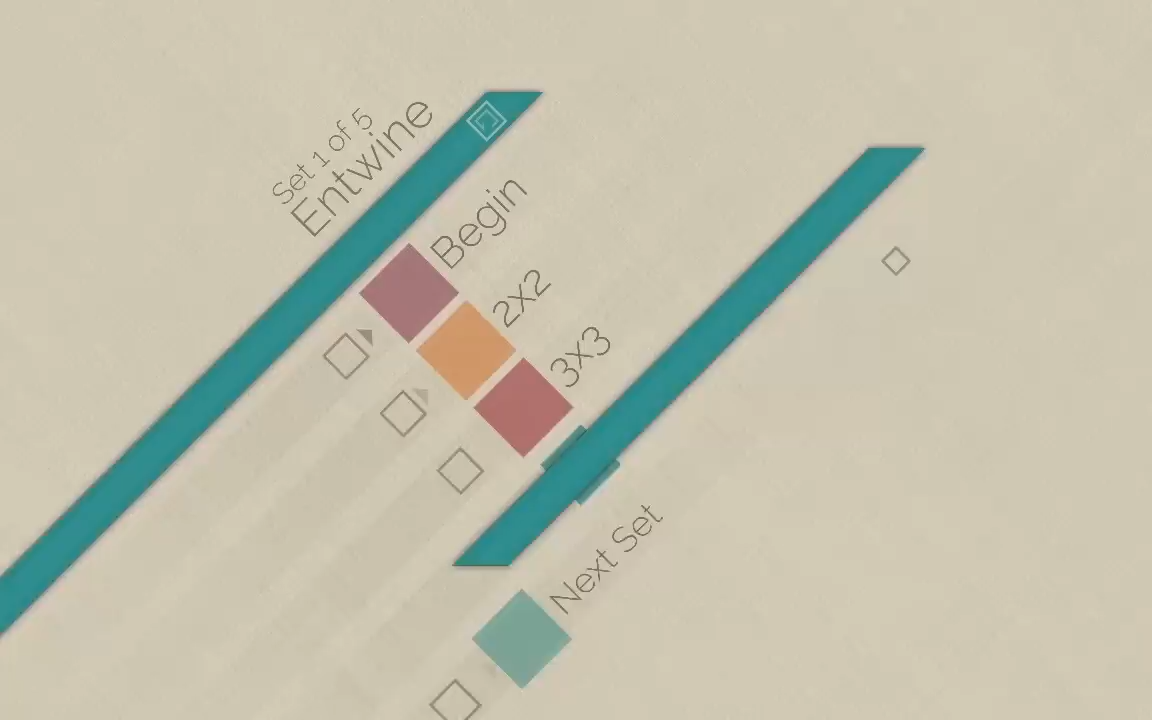 Set 1 of 5
Entwine
Begin
2x2
3x3
Next Set